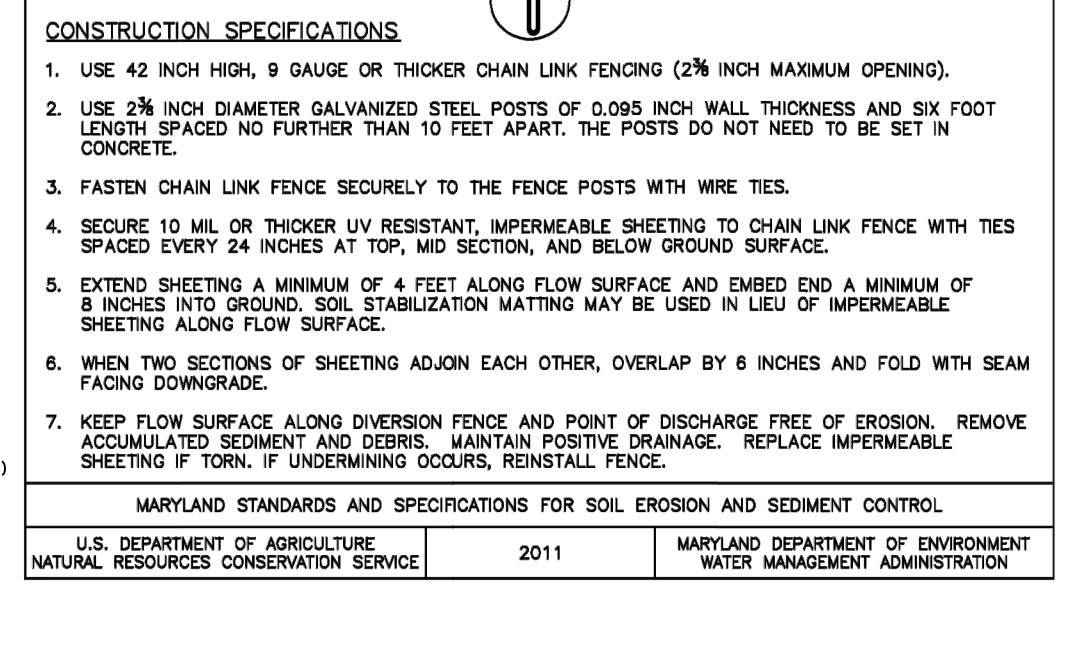 CONSTRUCTION SPECIFICATIONS
1. USE 42 INCH HIGH, 9 GAUGE OR THICKER CHAIN LINK FENCING (2⅜ INCH MAXIMUM OPENING).
2. USE 2⅜ INCH DIAMETER GALVANIZED STEEL POSTS OF 0.095 INCH WALL THICKNESS AND SIX FOOT
LENGTH SPACED NO FURTHER THAN 10 FEET APART. THE POSTS DO NOT NEED TO BE SET IN
CONCRETE.
3. FASTEN CHAIN LINK FENCE SECURELY TO THE FENCE POSTS WITH WIRE TIES.
4. SECURE 10 MIL OR THICKER UV RESISTANT, IMPERMEABLE SHEETING TO CHAIN LINK FENCE WITH TIES
SPACED EVERY 24 INCHES AT TOP, MID SECTION, AND BELOW GROUND SURFACE.
5. EXTEND SHEETING A MINIMUM OF 4 FEET ALONG FLOW SURFACE AND EMBED END A MINIMUM OF
8 INCHES INTO GROUND. SOIL STABILIZATION MATTING MAY BE USED IN LIEU OF IMPERMEABLE
SHEETING ALONG FLOW SURFACE.
6. WHEN TWO SECTIONS OF SHEETING ADJOIN EACH OTHER, OVERLAP BY 6 INCHES AND FOLD WITH SEAM
FACING DOWNGRADE.
7. KEEP FLOW SURFACE ALONG DIVERSION FENCE AND POINT OF DISCHARGE FREE OF EROSION. REMOVE
ACCUMULATED SEDIMENT AND DEBRIS. MAINTAIN POSITIVE DRAINAGE. REPLACE IMPERMEABLE
SHEETING IF TORN. IF UNDERMINING OCCURS, REINSTALL FENCE.
)
MARYLAND STANDARDS AND SPECIFICATIONS FOR SOIL EROSION AND SEDIMENT CONTROL
U.S. DEPARTMENT OF AGRICULTURE
NATURAL RESOURCES CONSERVATION SERVICE
2011
MARYLAND DEPARTMENT OF ENVIRONMENT
WATER MANAGEMENT ADMINISTRATION